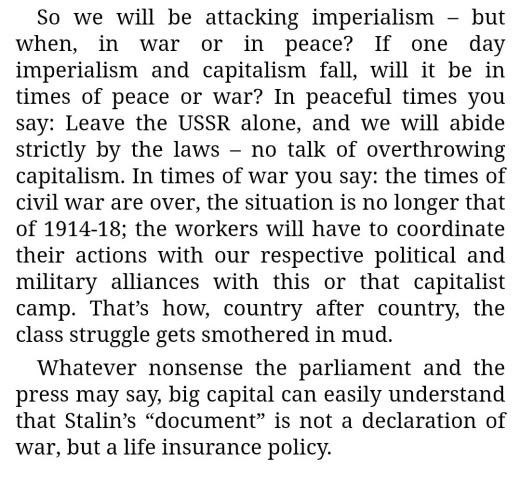 So we will be attacking imperialism – but
when, in war or in peace? If one day
imperialism and capitalism fall, will it be in
times of peace or war? In peaceful times you
say: Leave the USSR alone, and we will abide
strictly by the laws – no talk of overthrowing
capitalism. In times of war you say: the times of
civil war are over, the situation is no longer that
of 1914-18; the workers will have to coordinate
their actions with our respective political and
military alliances with this or that capitalist
camp. That’s how, country after country, the
class struggle gets smothered in mud.
Whatever nonsense the parliament and the
press may say, big capital can easily understand
that Stalin’s “document” is not a declaration of
war, but a life insurance policy.